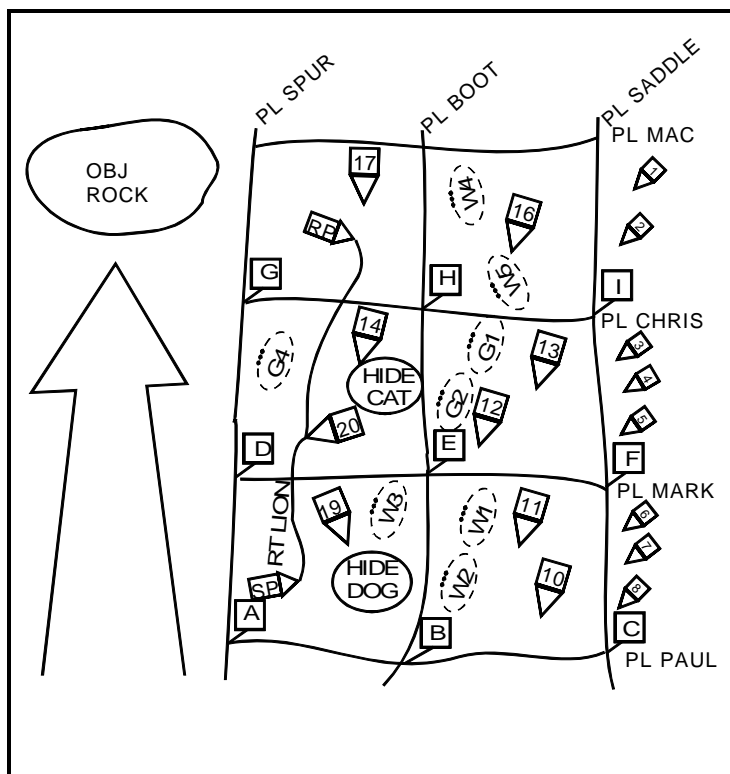 PL SPUR
PL BOOT
PL SADDLE
PL MAC
OBJ
ROCK
17
1
W4
16
2
RP
W5
G
H
I
PL CHRIS
14
G1
13
3
G4
HIDE
CAT
4
G2
12
5
20
D
E
F
PL MARK
RT LION
19
W3
W1
11
6
7
HIDE
DOG
W2
10
SP
8
A
B
C
PL PAUL